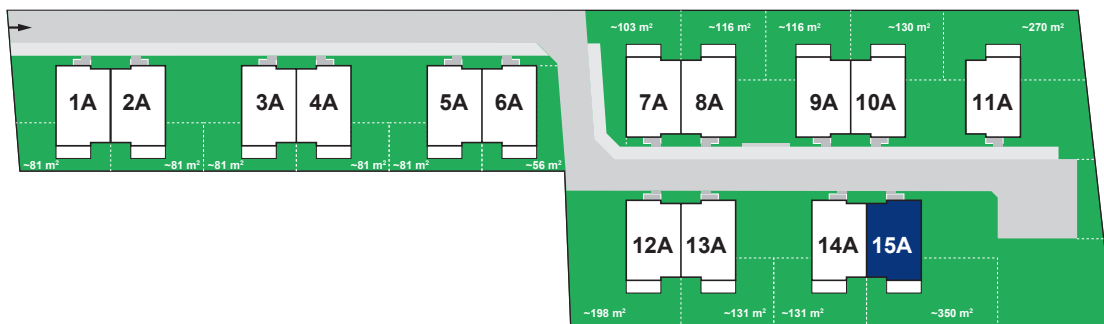 ~103 m² ~116 m² ~116 m² ~130 m² ~270 m²
1A 2A 3A 4A 5A 6A 7A 8A 9A 10A 11A
~81 m² ~81 m² ~81 m² ~81 m² ~81 m² ~56 m²
12A 13A 14A 15A
~198 m² ~131 m² ~131 m² ~350 m²